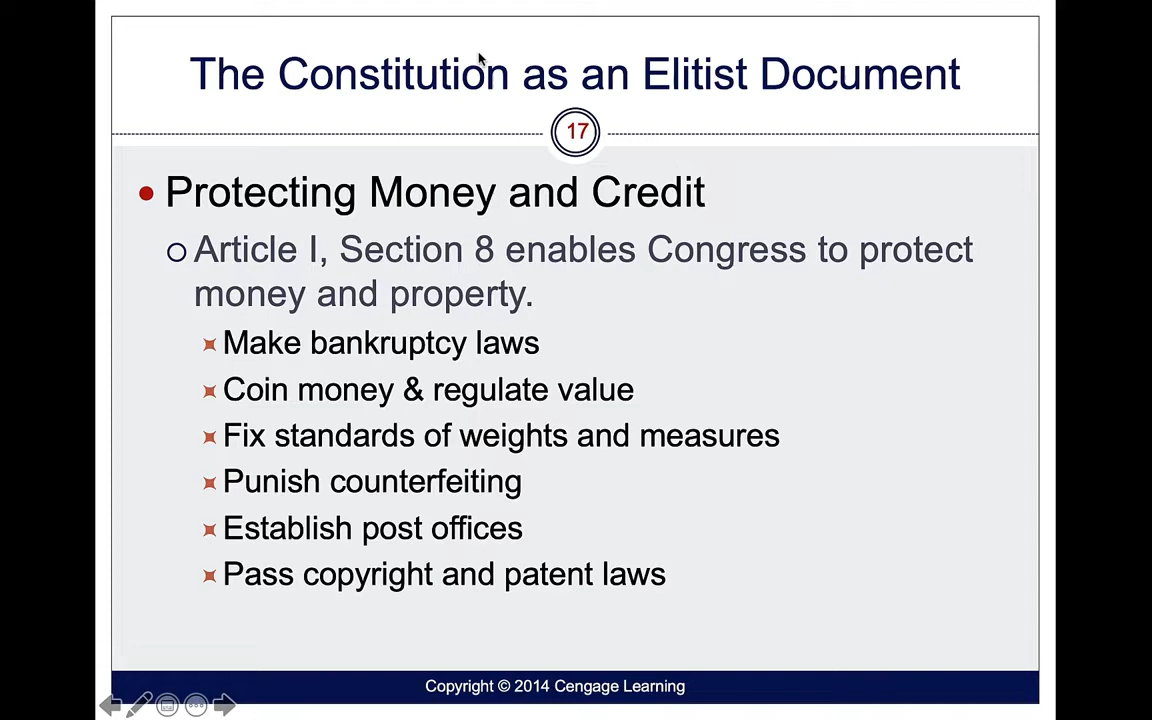 The Constitution as an Elitist Document
17
Protecting Money and Credit
Article I, Section 8 enables Congress to protect
money and property.
Make bankruptcy laws
Coin money & regulate value
Fix standards of weights and measures
Punish counterfeiting
Establish post offices
Pass copyright and patent laws
Copyright © 2014 Cengage Learning